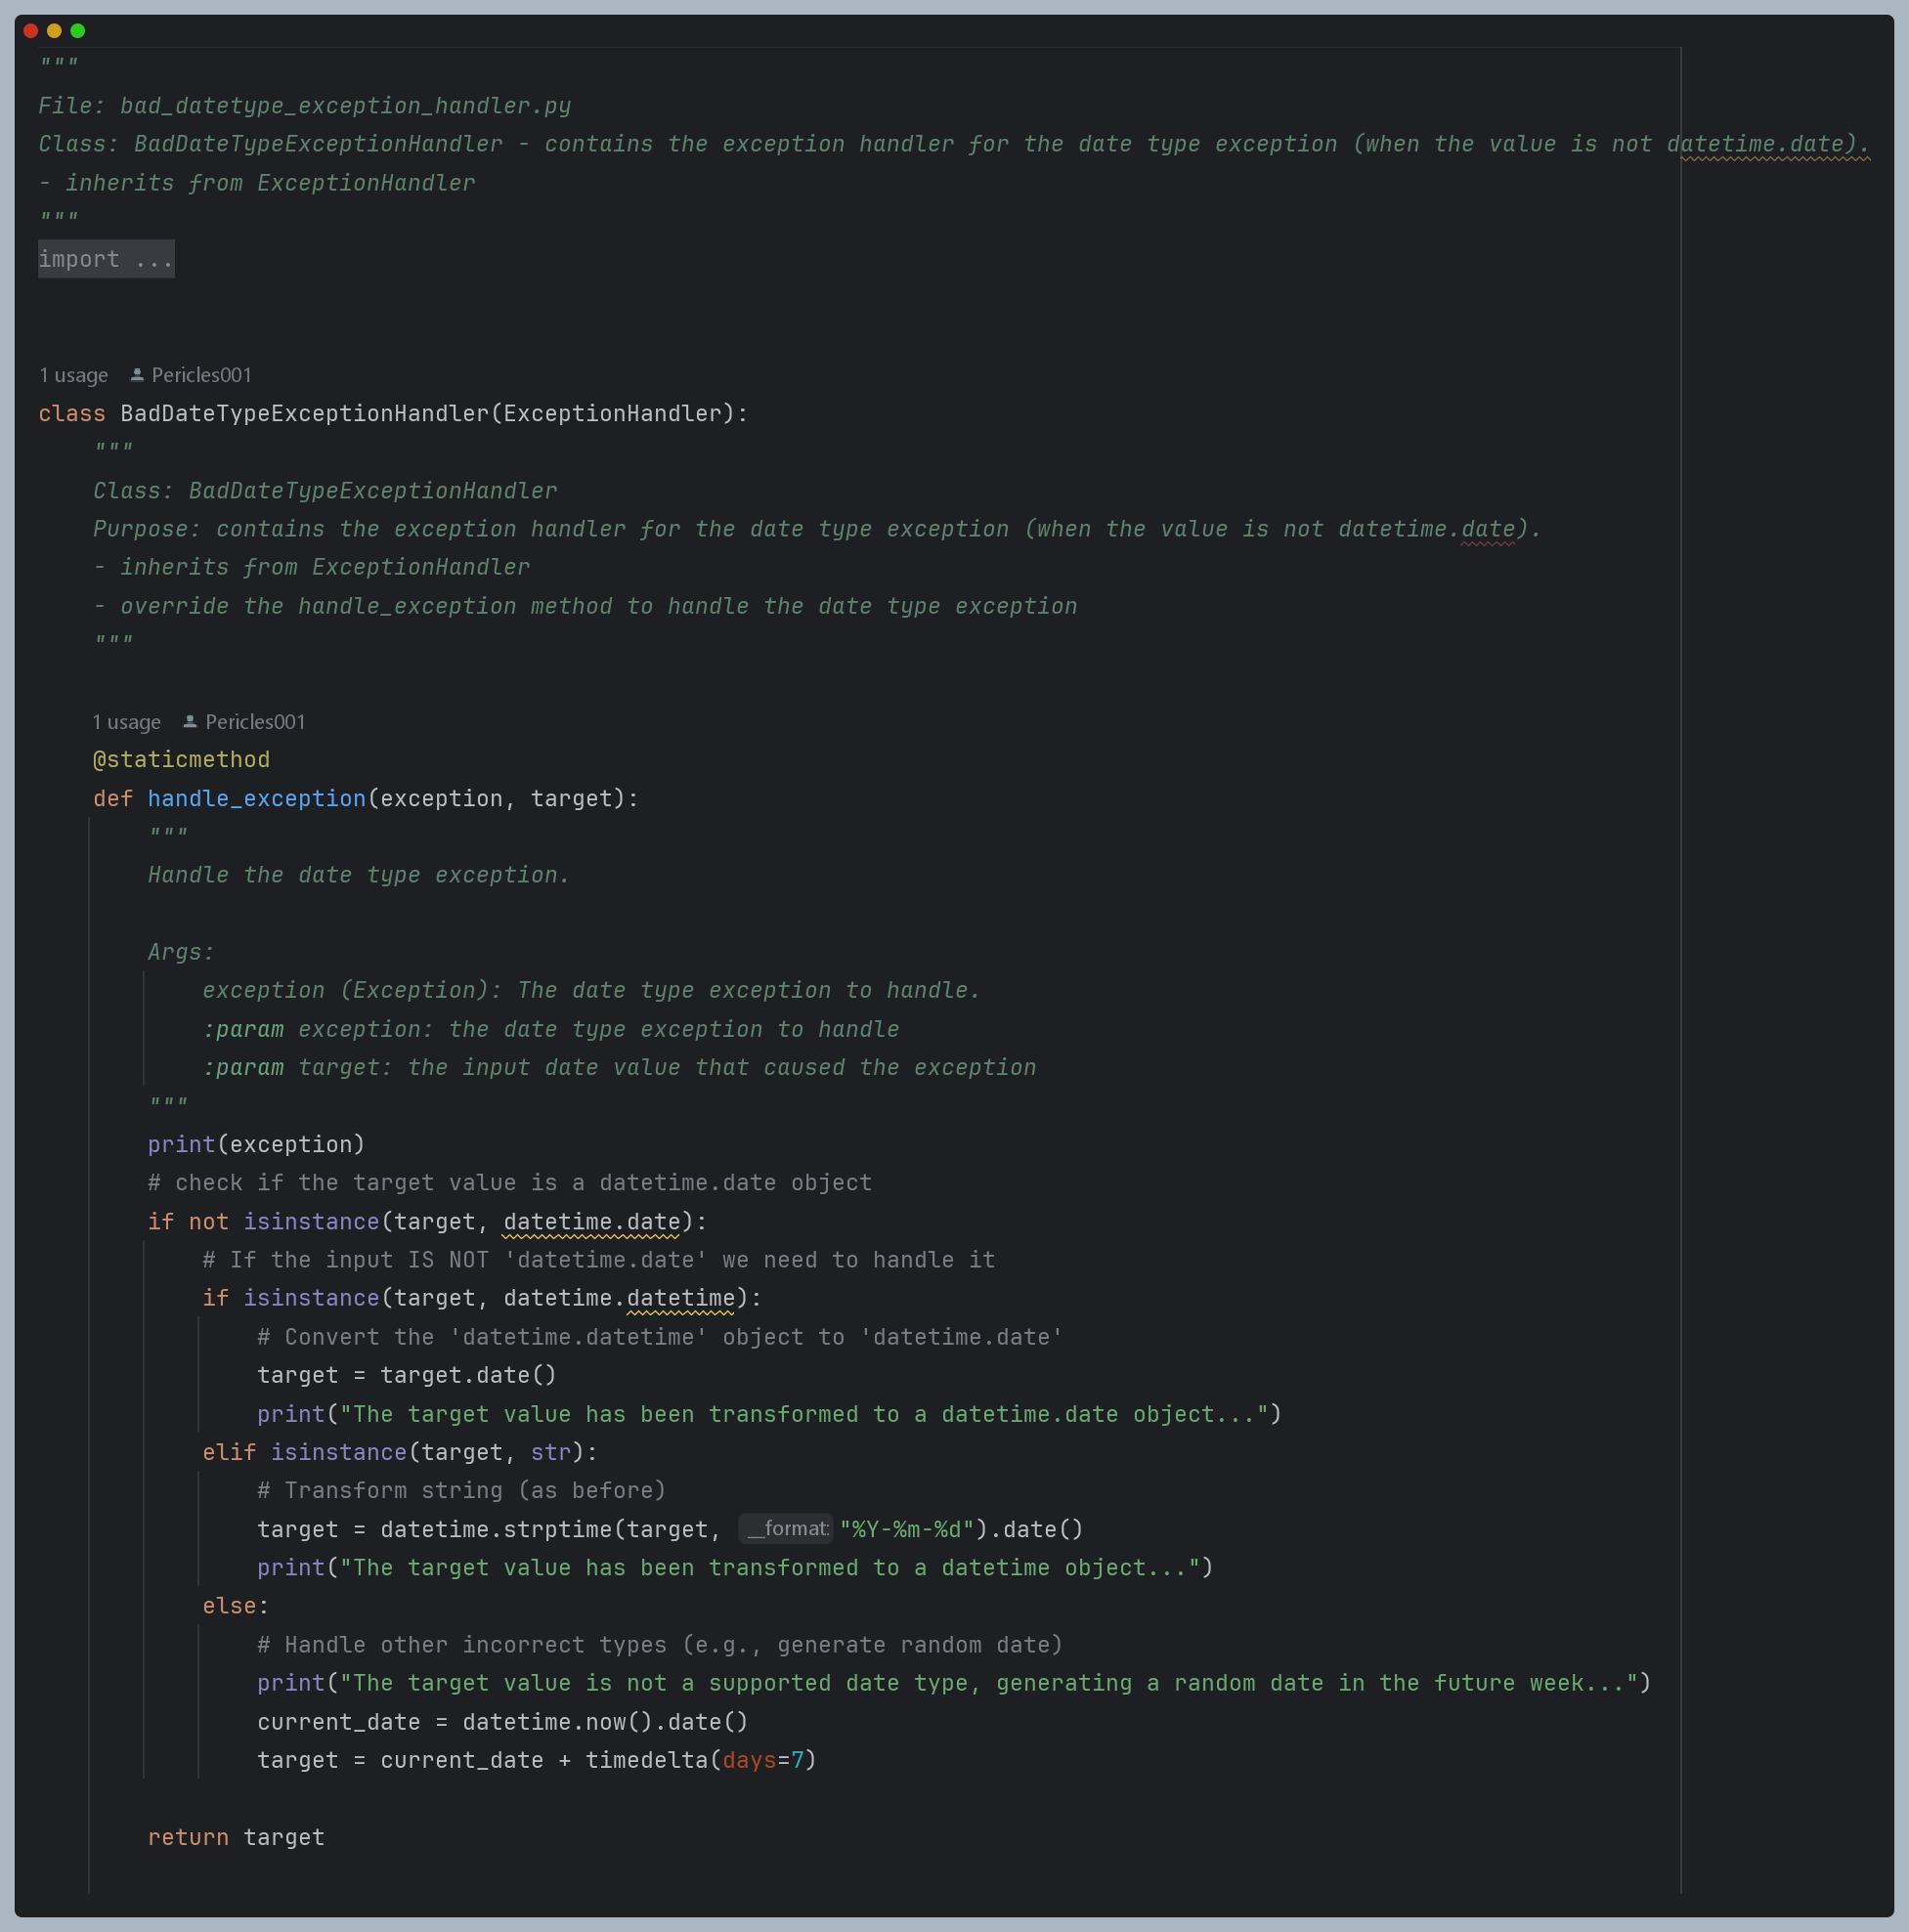 """
File: bad_datetype_exception_handler.py
Class: BadDateTypeExceptionHandler - contains the exception handler for the date type exception (when the value is not datetime.date).
- inherits from ExceptionHandler
"""
import ...
1 usage Pericles001
class BadDateTypeExceptionHandler(ExceptionHandler):
    """
    Class: BadDateTypeExceptionHandler
    Purpose: contains the exception handler for the date type exception (when the value is not datetime.date).
    - inherits from ExceptionHandler
    - override the handle_exception method to handle the date type exception
    """
    1 usage Pericles001
    @staticmethod
    def handle_exception(exception, target):
        """
        Handle the date type exception.
        Args:
            exception (Exception): The date type exception to handle.
            :param exception: the date type exception to handle
            :param target: the input date value that caused the exception
        """
        print(exception)
        # check if the target value is a datetime.date object
        if not isinstance(target, datetime.date):
            # If the input IS NOT 'datetime.date' we need to handle it
            if isinstance(target, datetime.datetime):
                # Convert the 'datetime.datetime' object to 'datetime.date'
                target = target.date()
                print("The target value has been transformed to a datetime.date object...")
            elif isinstance(target, str):
                # Transform string (as before)
                target = datetime.strptime(target, __format: "%Y-%m-%d").date()
                print("The target value has been transformed to a datetime object...")
            else:
                # Handle other incorrect types (e.g., generate random date)
                print("The target value is not a supported date type, generating a random date in the future week...")
                current_date = datetime.now().date()
                target = current_date + timedelta(days=7)
        return target